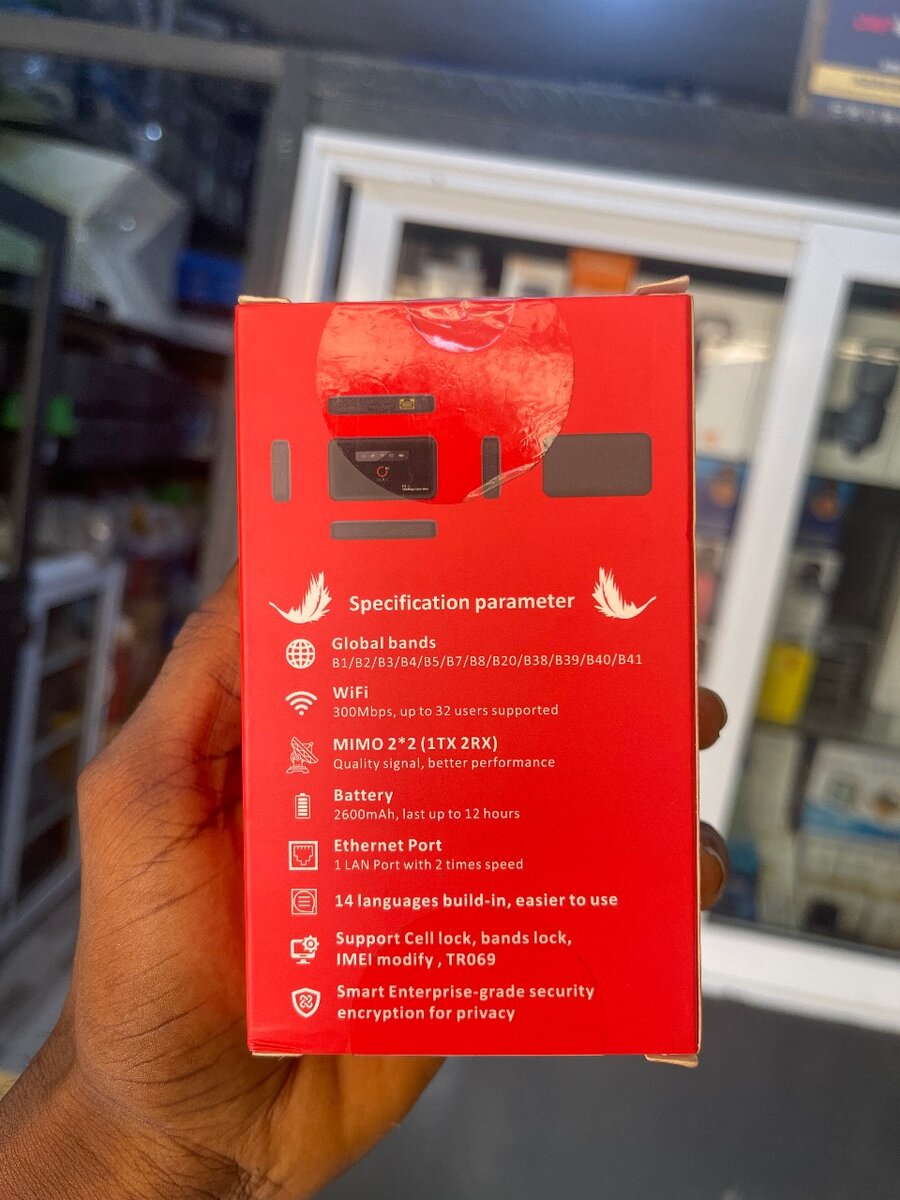 Specification parameter
Global bands
B1/B2/B3/B4/B5/B7/B8/B20/B38/B39/B40/B41
WiFi
300Mbps, up to 32 users supported
MIMO 2*2 (1TX 2RX)
Quality signal, better performance
Battery
2600mAh, last up to 12 hours
Ethernet Port
1 LAN Port with 2 times speed
14 languages build-in, easier to use
Support Cell lock, bands lock,
IMEI modify , TR069
Smart Enterprise-grade security
encryption for privacy